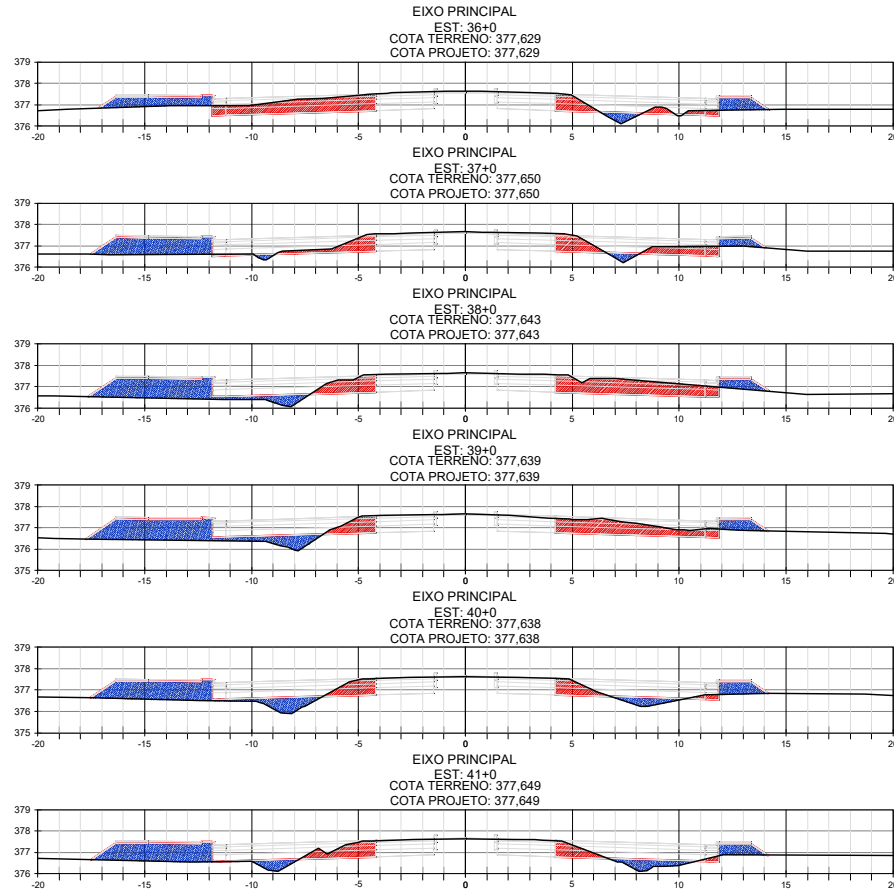 EIXO PRINCIPAL
EST: 36+0
COTA TERRENO: 377,629
COTA PROJETO: 377,629
379
378
377
376
-20 -15 -10 -5 0 5 10 15 20
EIXO PRINCIPAL
EST: 37+0
COTA TERRENO: 377,650
COTA PROJETO: 377,650
379
378
377
376
-20 -15 -10 -5 0 5 10 15 20
EIXO PRINCIPAL
EST: 38+0
COTA TERRENO: 377,643
COTA PROJETO: 377,643
379
378
377
376
-20 -15 -10 -5 0 5 10 15 20
EIXO PRINCIPAL
EST: 39+0
COTA TERRENO: 377,639
COTA PROJETO: 377,639
379
378
377
376
375
-20 -15 -10 -5 0 5 10 15 20
EIXO PRINCIPAL
EST: 40+0
COTA TERRENO: 377,638
COTA PROJETO: 377,638
379
378
377
376
375
-20 -15 -10 -5 0 5 10 15 20
EIXO PRINCIPAL
EST: 41+0
COTA TERRENO: 377,649
COTA PROJETO: 377,649
379
378
377
376
-20 -15 -10 -5 0 5 10 15 20